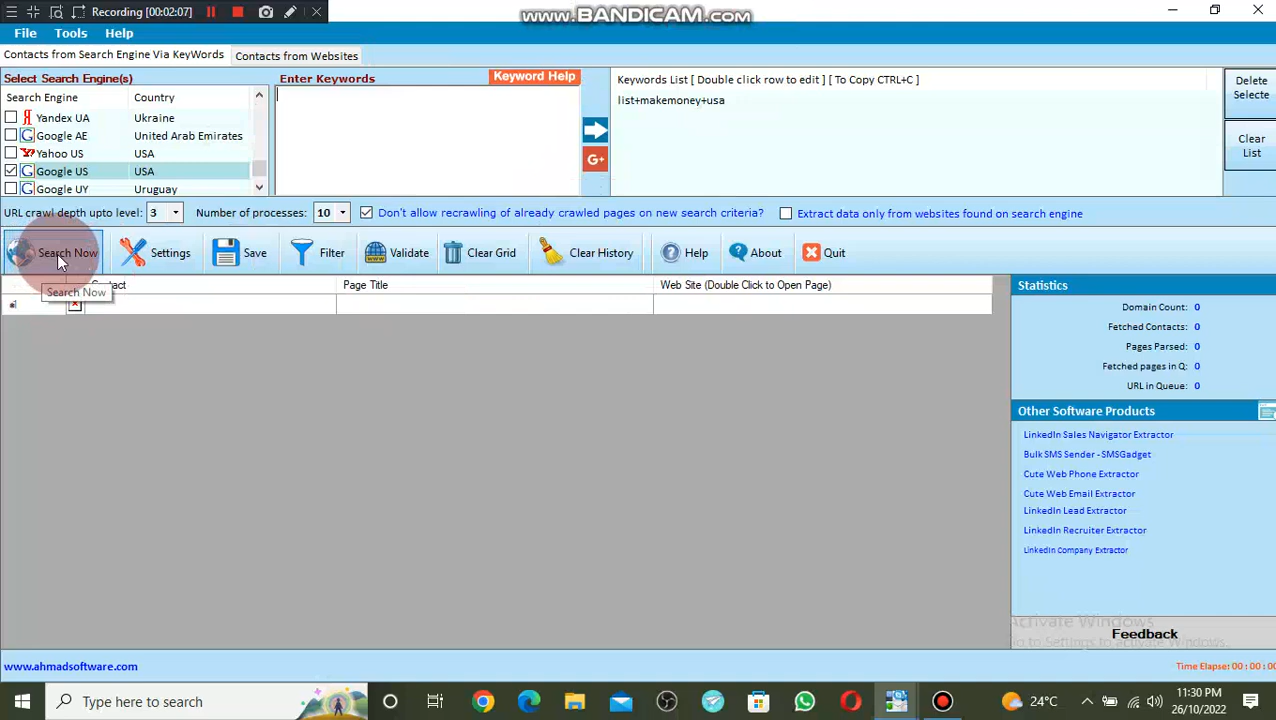 Recording [00:02:07]
www.BANDICAM.com
File Tools Help
Contacts from Search Engine Via KeyWords Contacts from Websites
Select Search Engine(s) Enter Keywords Keyword Help Keywords List [ Double click row to edit ] [ To Copy CTRL+C ] Delete Selecte
Search Engine Country
list+makemoney+usa
Yandex UA Ukraine
Google AE United Arab Emirates
Yahoo US USA
Google US USA
Google UY Uruguay
Clear List
URL crawl depth upto level: 3 Number of processes: 10 Don't allow recrawling of already crawled pages on new search criteria? Extract data only from websites found on search engine
Search Now Settings Save Filter Validate Clear Grid Clear History Help About Quit
Search Now
Page Title Web Site (Double Click to Open Page)
Statistics
Domain Count: 0
Fetched Contacts: 0
Pages Parsed: 0
Fetched pages in Q: 0
URL in Queue: 0
Other Software Products
LinkedIn Sales Navigator Extractor
Bulk SMS Sender - SMSGadget
Cute Web Phone Extractor
Cute Web Email Extractor
LinkedIn Lead Extractor
LinkedIn Recruiter Extractor
LinkedIn Company Extractor
Activate Windows
Go to Settings to activate Windows.
Feedback
www.ahmadsoftware.com
Time Elapse: 00 : 00 : 0
Type here to search
24°C
11:30 PM
26/10/2022